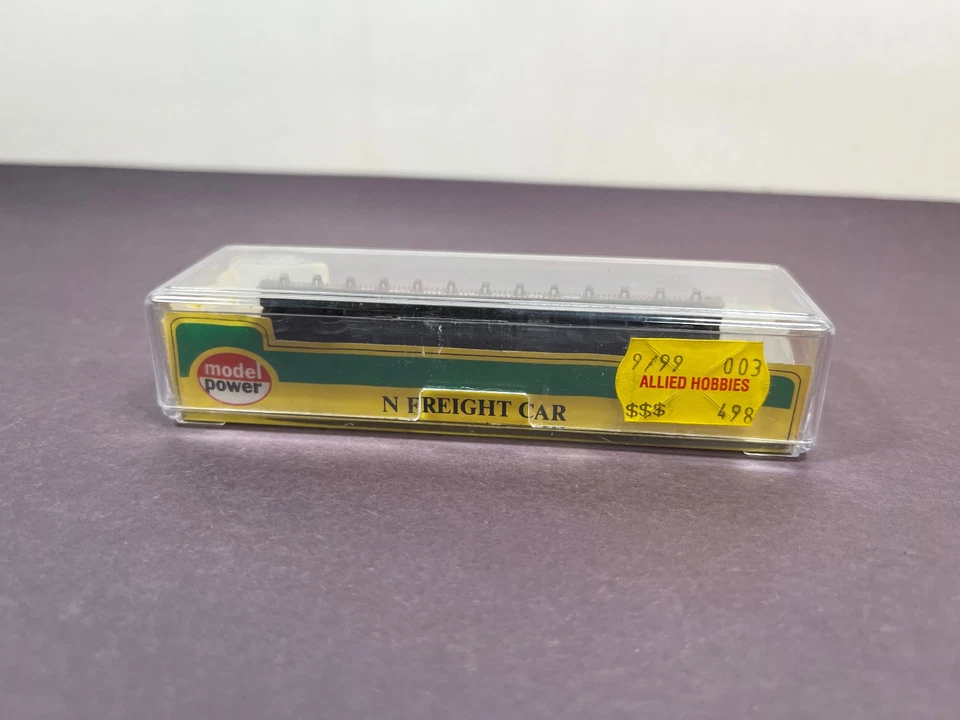 model
power
N FREIGHT CAR
9/99 003
ALLIED HOBBIES
$$$ 498